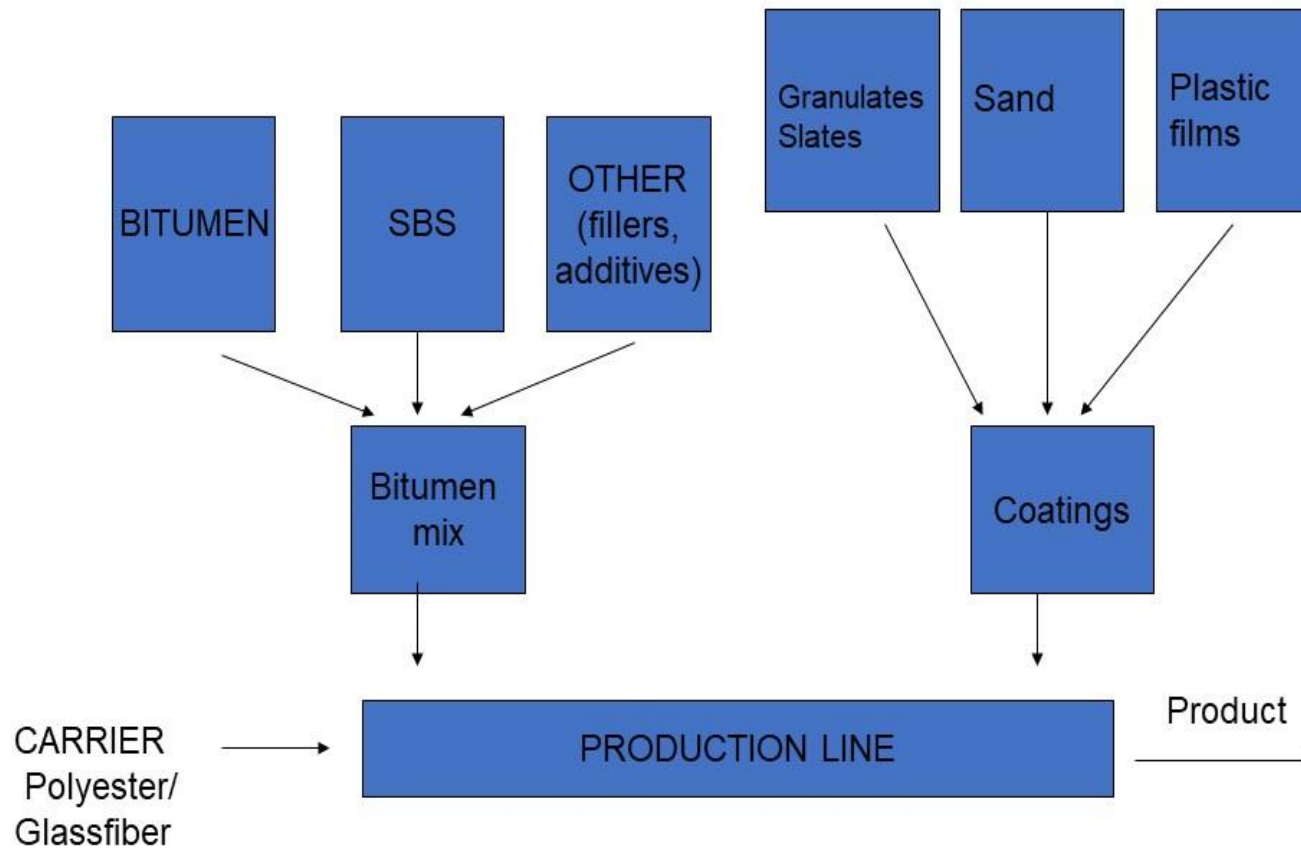 BITUMEN
SBS
OTHER
(fillers,
additives)
Granulates
Slates
Sand
Plastic
films
Bitumen
mix
Coatings
CARRIER
Polyester/
Glassfiber
PRODUCTION LINE
Product